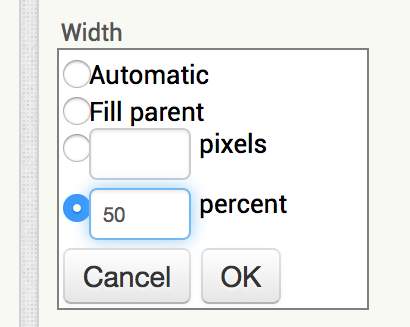 Width
Automatic
Fill parent
pixels
50 percent
Cancel OK